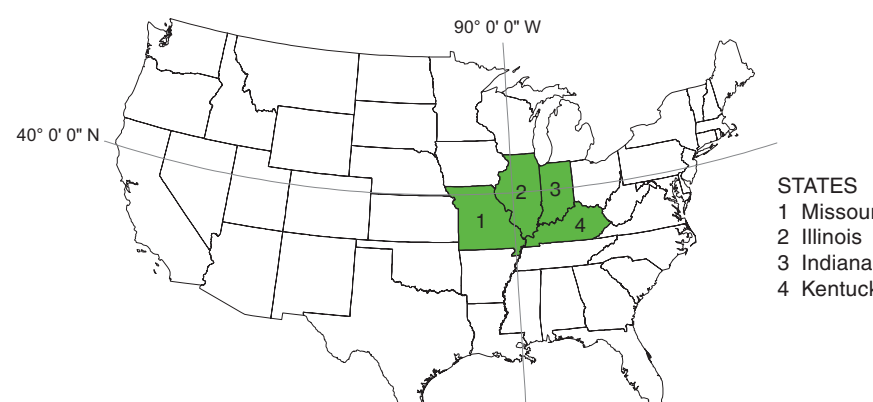 90° 0' 0" W
40° 0' 0" N
STATES
1 Missour
2 Illinois
3 Indiana
4 Kentuck
1
2
3
4